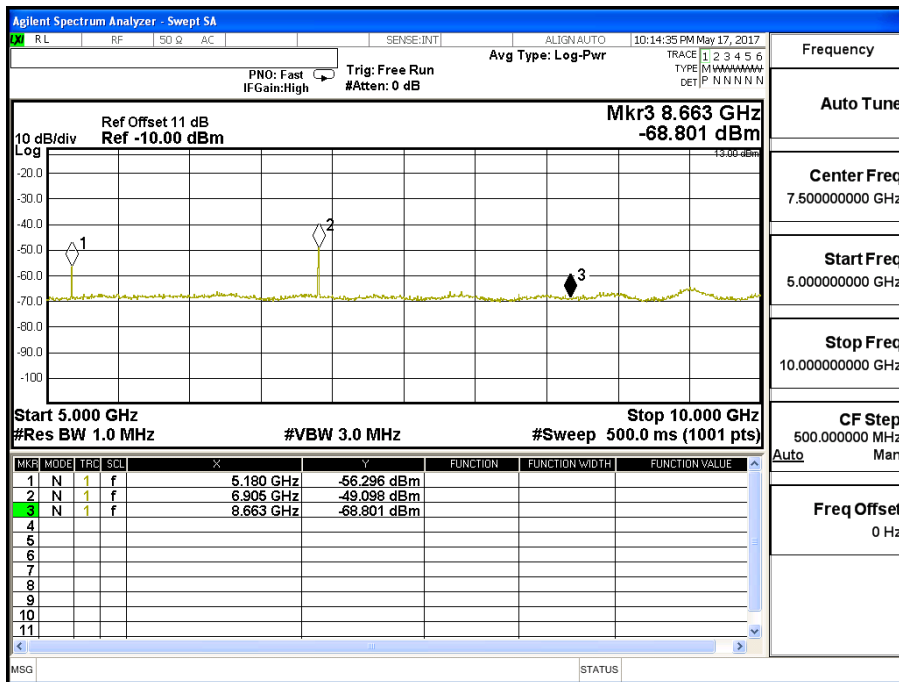 Agilent Spectrum Analyzer - Swept SA
LXI RL RF 50 Ω AC SENSE:INT ALIGNAUTO 10:14:35 PM May 17, 2017
Frequency
Avg Type: Log-Pwr TRACE 1 2 3 4 5 6
PNO: Fast Trig: Free Run TYPE M WWWWW
IFGain:High #Atten: 0 dB DET P N N N N N
Auto Tune
Ref Offset 11 dB Mkr3 8.663 GHz
10 dB/div Ref -10.00 dBm -68.801 dBm
Log
13.00 dBm
-20.0
-30.0
-40.0
-50.0
-60.0
-70.0
-80.0
-90.0
-100
1
2
3
Center Freq
7.500000000 GHz
Start Freq
5.000000000 GHz
Stop Freq
10.000000000 GHz
Start 5.000 GHz Stop 10.000 GHz
#Res BW 1.0 MHz #VBW 3.0 MHz #Sweep 500.0 ms (1001 pts)
CF Step
500.000000 MHz
Auto Man
Freq Offset
0 Hz
MKR MODE TRC SCL X Y FUNCTION FUNCTION WIDTH FUNCTION VALUE
1 N 1 f 5.180 GHz -56.296 dBm
2 N 1 f 6.905 GHz -49.098 dBm
3 N 1 f 8.663 GHz -68.801 dBm
4
5
6
7
8
9
10
11
MSG STATUS